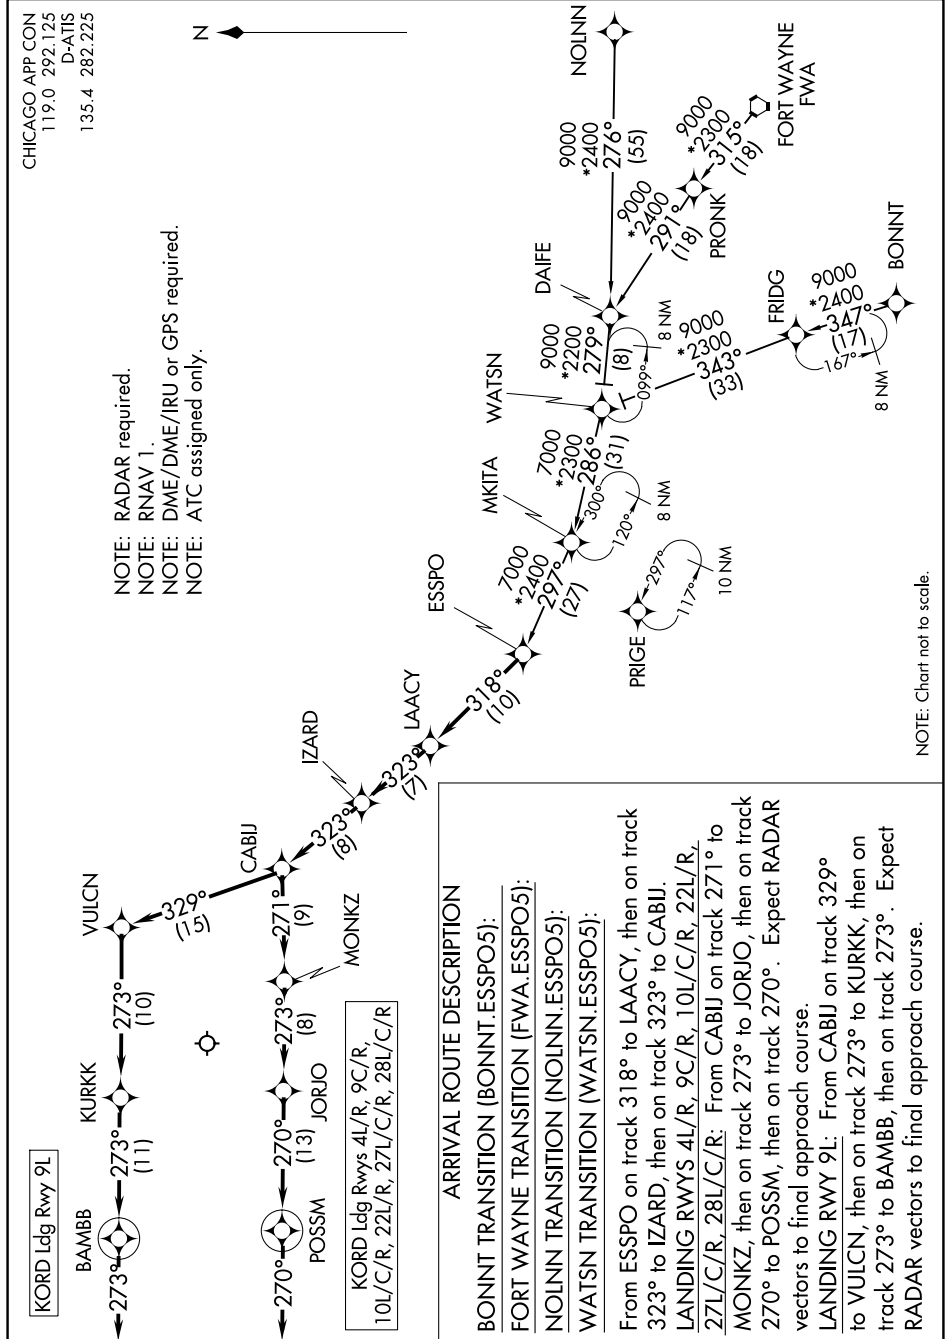 CHICAGO APP CON
119.0 292.125
D-ATIS
135.4 282.225
N
NOTE: RADAR required.
NOTE: RNAV 1.
NOTE: DME/DME/IRU or GPS required.
NOTE: ATC assigned only.
KORD Ldg Rwy 9L
BAMBB
273°
273°
(11)
KURKK
273°
(10)
VULCN
329°
(15)
CABIJ
270°
POSSM
270°
(13)
JORJO
273°
(8)
MONKZ
271°
(9)
KORD Ldg Rwys 4L/R, 9C/R,
10L/C/R, 22L/R, 27L/C/R, 28L/C/R
323°
(8)
IZARD
323°
(7)
LAACY
318°
(10)
ESSPO
7000
*2400
297°
(27)
MKITA
300°
120°
8 NM
7000
*2300
286°
(31)
WATSN
099°
8 NM
9000
*2200
279°
(8)
DAIFE
9000
*2400
276°
(55)
NOLNN
9000
*2400
291°
(18)
PRONK
9000
*2300
315°
(18)
FORT WAYNE
FWA
9000
*2300
343°
(33)
FRIDG
167°
8 NM
9000
*2400
347°
(17)
BONNT
PRIGE
297°
117°
10 NM
NOTE: Chart not to scale.
ARRIVAL ROUTE DESCRIPTION
BONNT TRANSITION (BONNT.ESSPO5):
FORT WAYNE TRANSITION (FWA.ESSPO5):
NOLNN TRANSITION (NOLNN.ESSPO5):
WATSN TRANSITION (WATSN.ESSPO5):
From ESSPO on track 318° to LAACY, then on track
323° to IZARD, then on track 323° to CABIJ.
LANDING RWYS 4L/R, 9C/R, 10L/C/R, 22L/R,
27L/C/R, 28L/C/R: From CABIJ on track 271° to
MONKZ, then on track 273° to JORJO, then on track
270° to POSSM, then on track 270°. Expect RADAR
vectors to final approach course.
LANDING RWY 9L: From CABIJ on track 329°
to VULCN, then on track 273° to KURKK, then on
track 273° to BAMBB, then on track 273°. Expect
RADAR vectors to final approach course.